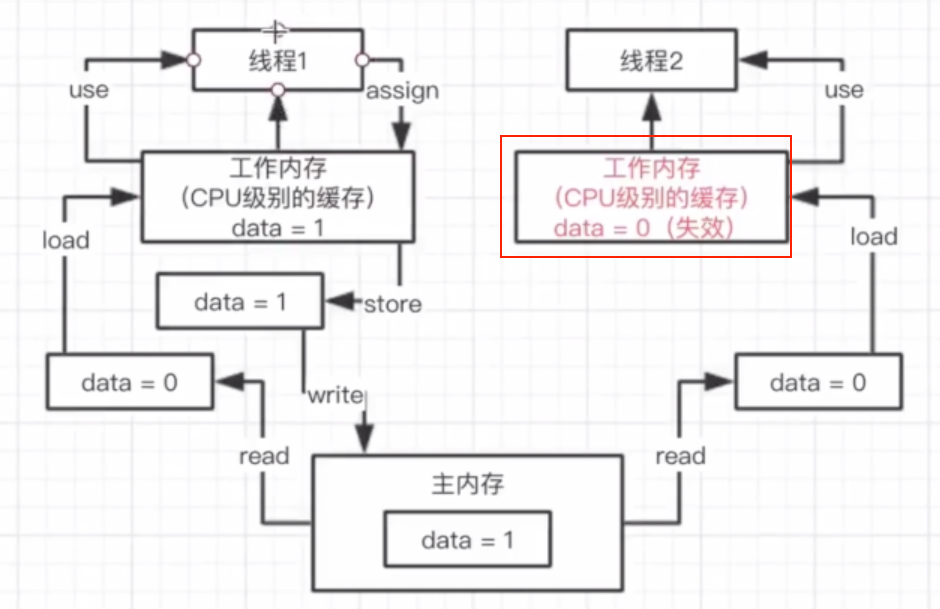 线程1
线程2
use
assign
use
工作内存
（CPU级别的缓存）
data = 1
工作内存
（CPU级别的缓存）
data = 0（失效）
load
load
data = 1
store
data = 0
write
data = 0
read
read
主内存
data = 1